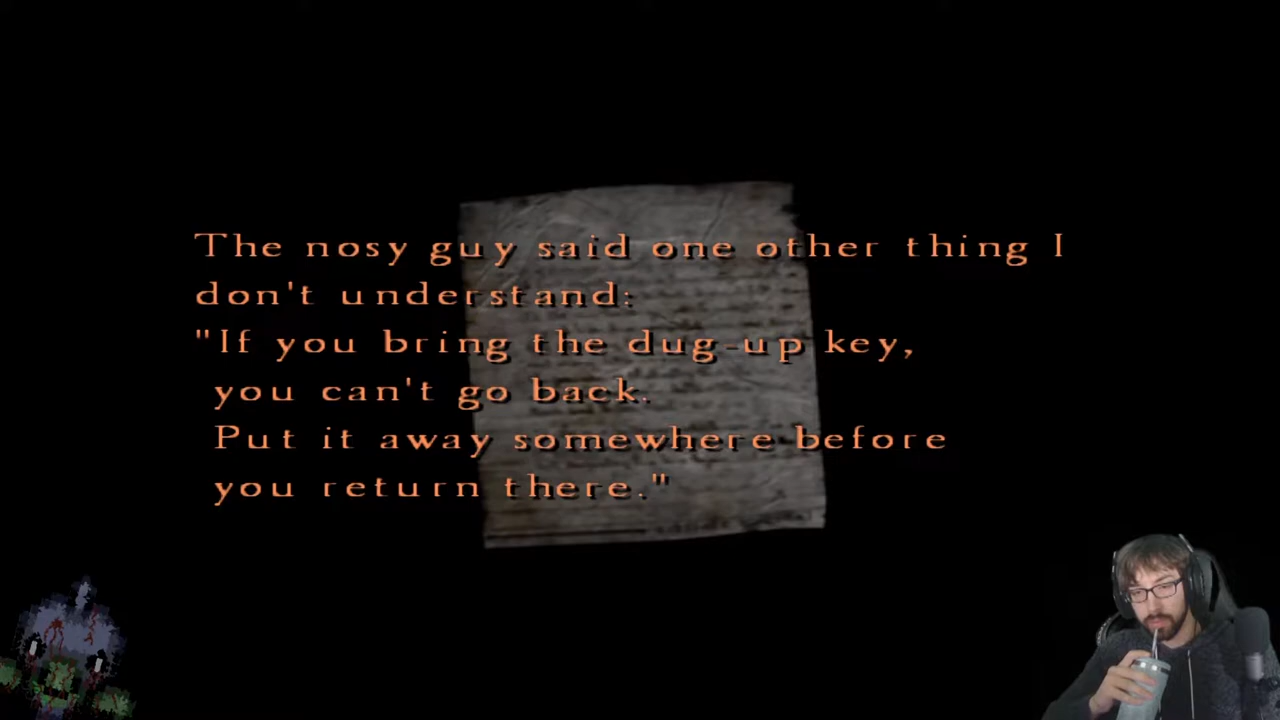 The nosy guy said one other thing I
don't understand:
"If you bring the dug-up key,
you can't go back.
Put it away somewhere before
you return there."